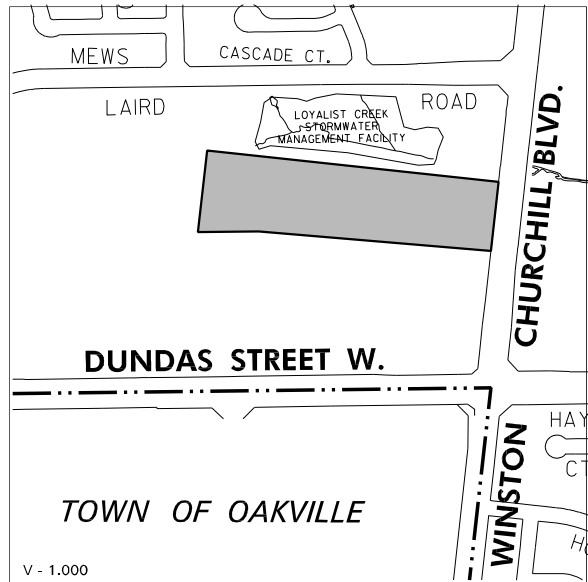 MEWS
CASCADE CT.
LAIRD ROAD
LOYALIST CREEK
STORMWATER
MANAGEMENT FACILITY
CHURCHILL BLVD.
DUNDAS STREET W.
HAY
CT
WINSTON
TOWN OF OAKVILLE
V - 1.000